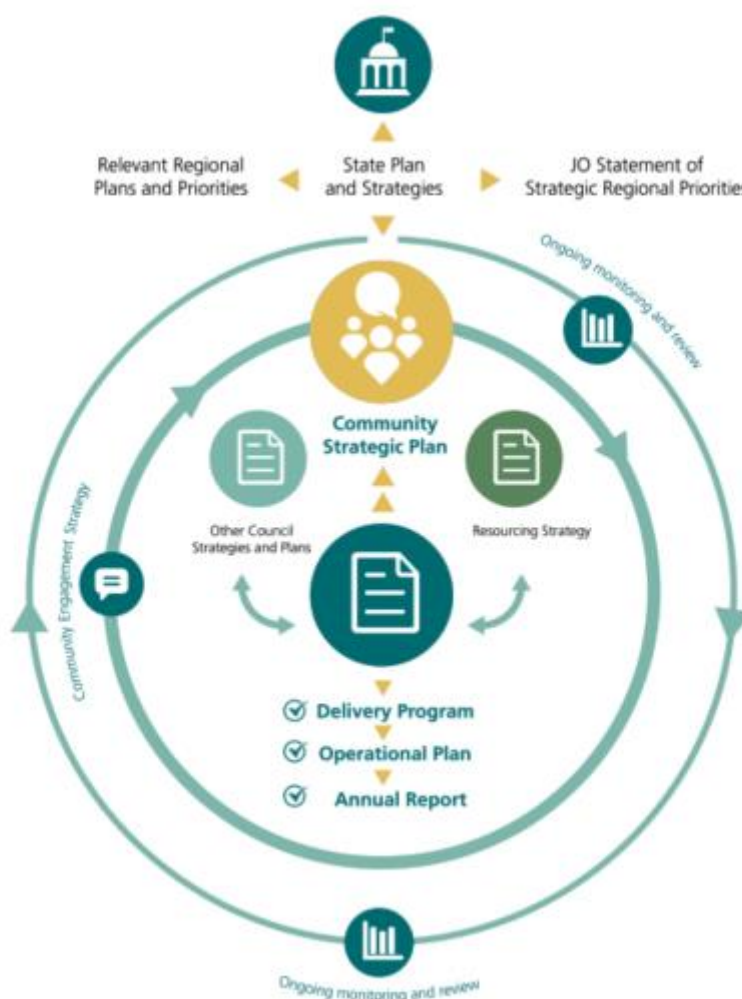 Relevant Regional
Plans and Priorities
State Plan
and Strategies
JO Statement of
Strategic Regional Priorities
Ongoing monitoring and review
Community
Strategic Plan
Other Council
Strategies and Plans
Resourcing Strategy
Community Engagement Strategy
Delivery Program
Operational Plan
Annual Report
Ongoing monitoring and review